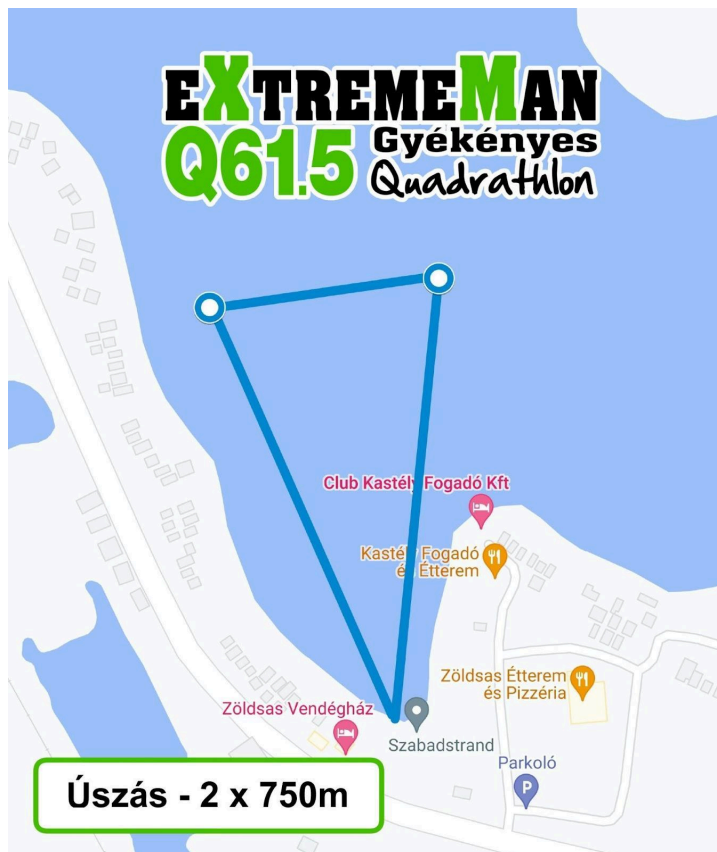 EXTREMEMAN
Q61.5 Gyékényes
Quadrathlon
Club Kastély Fogadó Kft
Kastély Fogadó
és Étterem
Zöldsas Étterem
és Pizzéria
Zöldsas Vendégház
Szabadstrand
Parkoló
P
Úszás - 2 x 750m